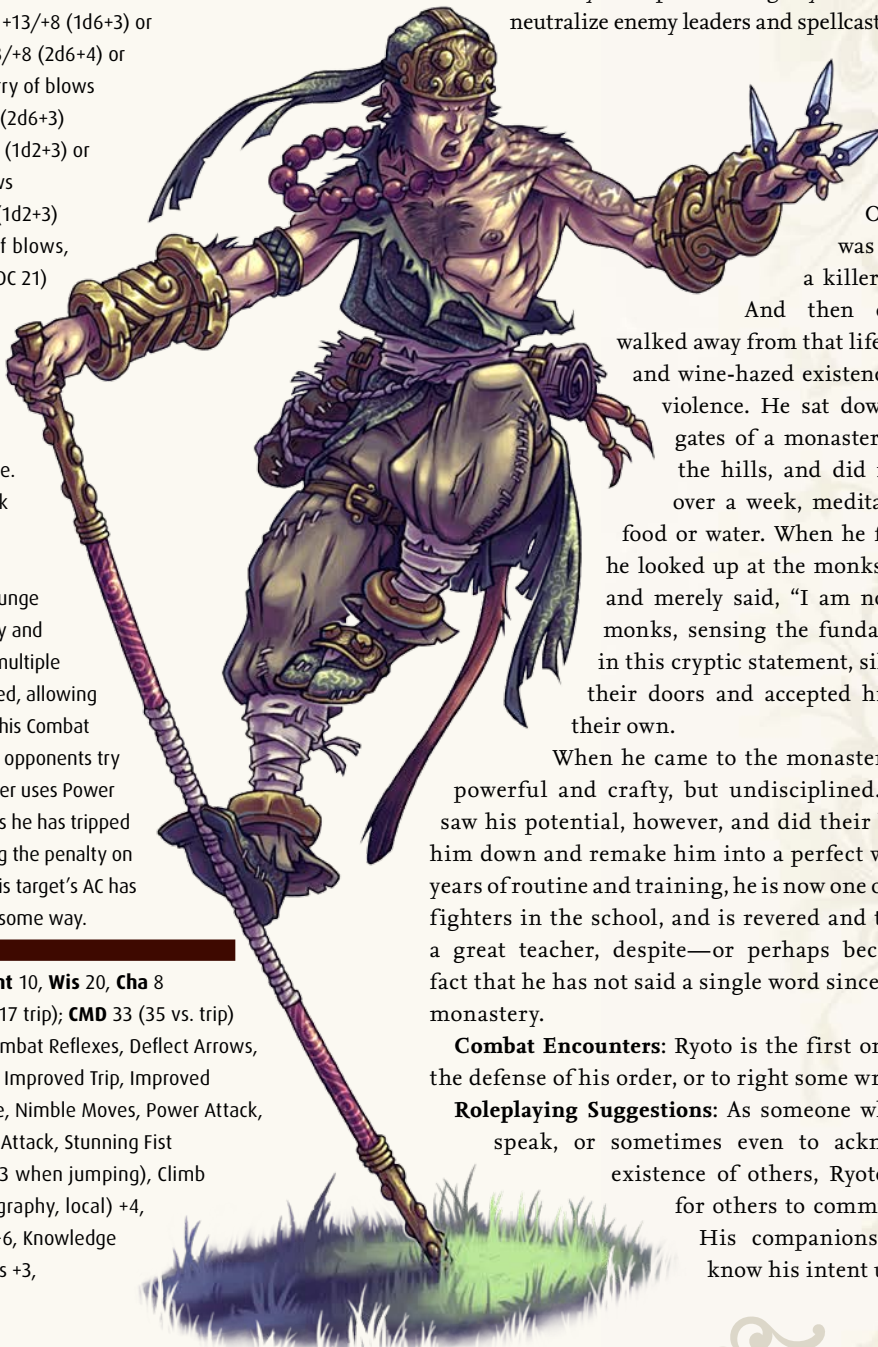 +13/+8 (1d6+3) or
/+8 (2d6+4) or
ry of blows
(2d6+3)
(1d2+3) or
ws
(1d2+3)
f blows,
DC 21)
e.
k
unge
y and
multiple
ed, allowing
his Combat
opponents try
er uses Power
s he has tripped
g the penalty on
is target's AC has
some way.
nt 10, Wis 20, Cha 8
17 trip); CMD 33 (35 vs. trip)
mbat Reflexes, Deflect Arrows,
Improved Trip, Improved
e, Nimble Moves, Power Attack,
Attack, Stunning Fist
3 when jumping), Climb
graphy, local) +4,
+6, Knowledge
s +3,
neutralize enemy leaders and spellcast
was
a killer
And then
walked away from that life
and wine-hazed existenc
violence. He sat dow
gates of a monaster
the hills, and did
over a week, medita
food or water. When he f
he looked up at the monks
and merely said, “I am no
monks, sensing the funda
in this cryptic statement, si
their doors and accepted hi
their own.
When he came to the monaster
powerful and crafty, but undisciplined.
saw his potential, however, and did their
him down and remake him into a perfect w
years of routine and training, he is now one o
fighters in the school, and is revered and t
a great teacher, despite—or perhaps bec
fact that he has not said a single word since
monastery.
Combat Encounters: Ryoto is the first or
the defense of his order, or to right some wr
Roleplaying Suggestions: As someone wh
speak, or sometimes even to ackn
existence of others, Ryoto
for others to comm
His companions
know his intent u